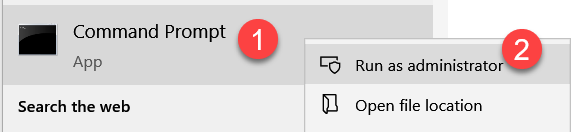 Command Prompt
1
App
Search the web
2
Run as administrator
Open file location